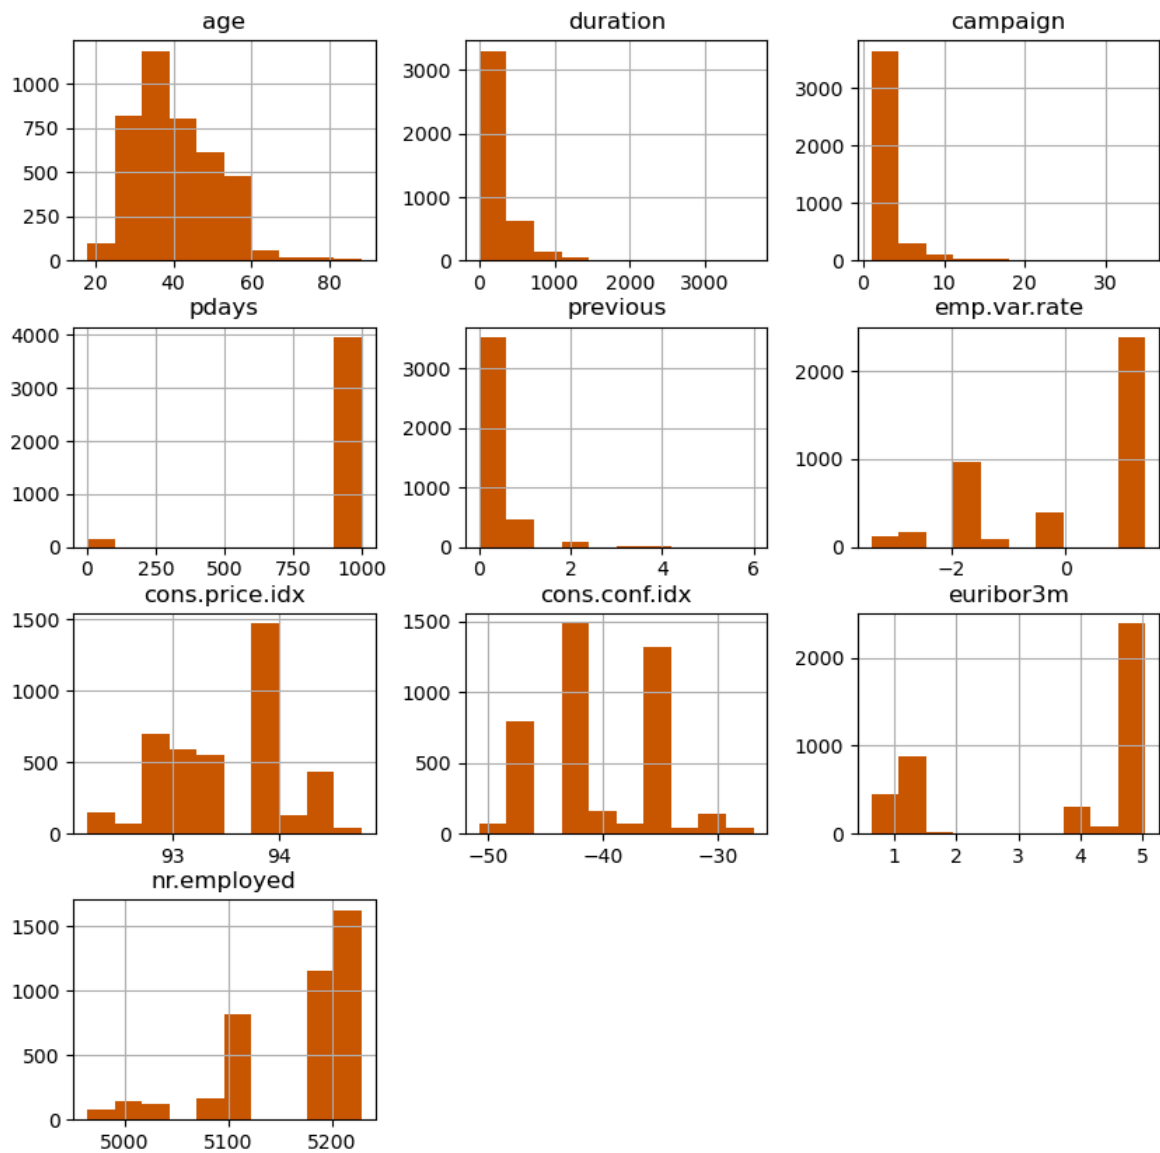 age
1000
750
500
250
0
20 40 60 80
duration
3000
2000
1000
0
0 1000 2000 3000
campaign
3000
2000
1000
0
0 10 20 30
pdays
4000
3000
2000
1000
0
0 250 500 750 1000
previous
3000
2000
1000
0
0 2 4 6
emp.var.rate
2000
1000
0
−2 0
cons.price.idx
1500
1000
500
0
93 94
cons.conf.idx
1500
1000
500
0
−50 −40 −30
euribor3m
2000
1000
0
1 2 3 4 5
nr.employed
1500
1000
500
0
5000 5100 5200